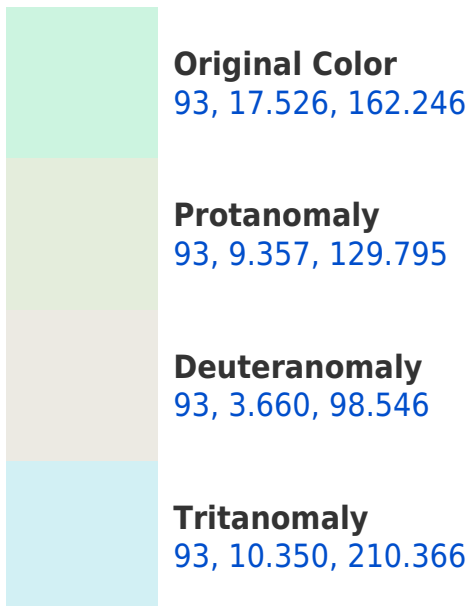 Original Color
93, 17.526, 162.246
Protanomaly
93, 9.357, 129.795
Deuteranomaly
93, 3.660, 98.546
Tritanomaly
93, 10.350, 210.366